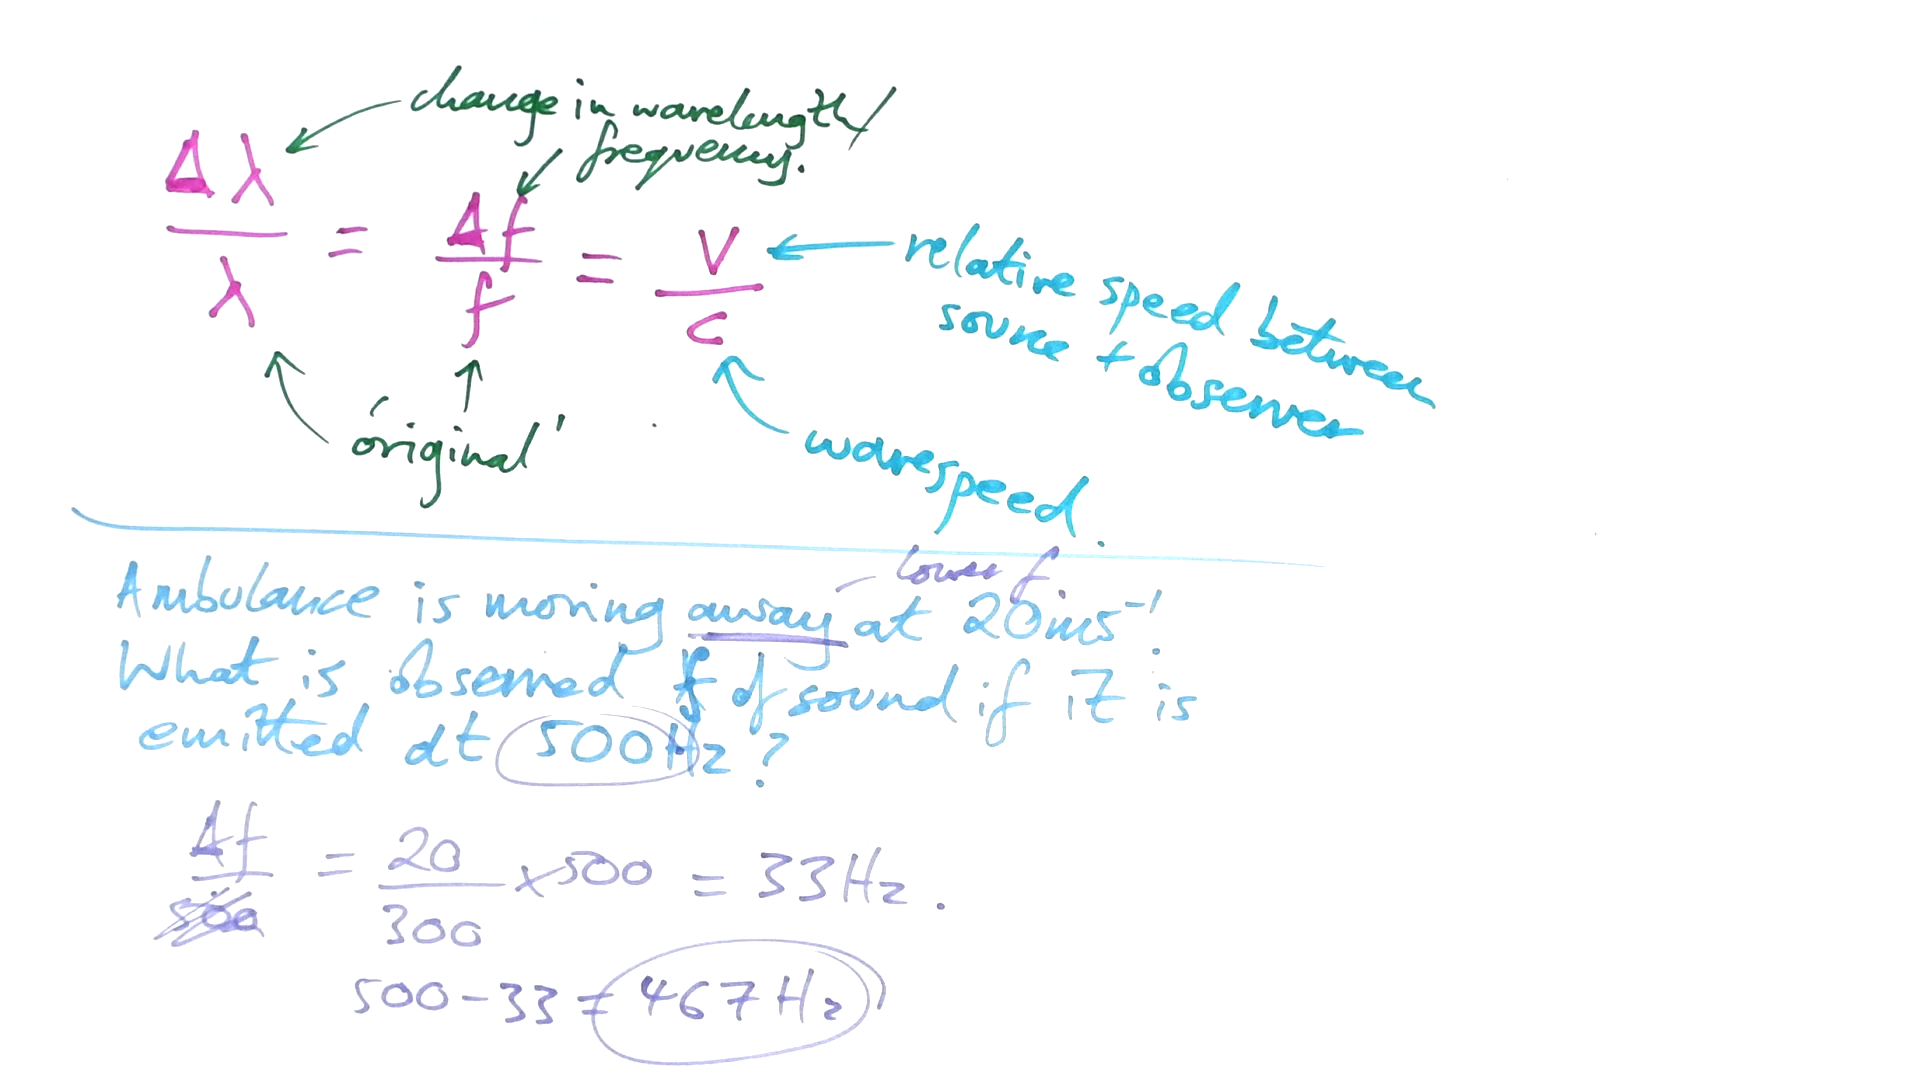 change in wavelength/
frequency.
Δλ/λ = Δf/f = v/c
relative speed between
source + observer
'original'
wavespeed.
lower f
Ambulance is moving away at 20ms⁻¹.
What is observed f of sound if it is
emitted at 500Hz?
Δf/500 = 20/300 × 500 = 33Hz.
500 - 33 = 467Hz